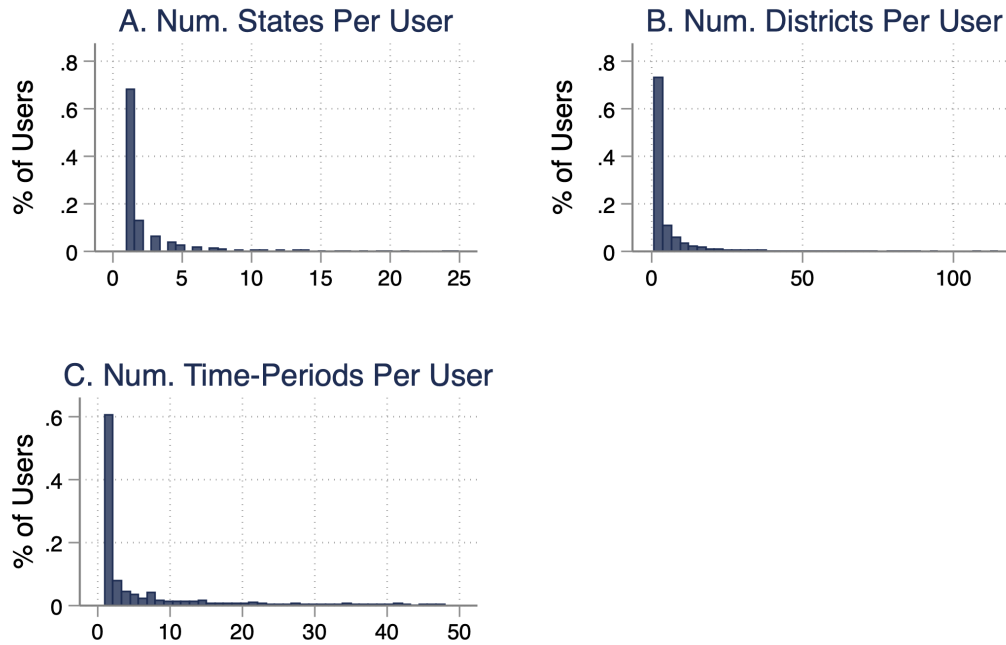 A. Num. States Per User
% of Users
.8
.6
.4
.2
0
0 5 10 15 20 25
B. Num. Districts Per User
% of Users
.8
.6
.4
.2
0
0 50 100
C. Num. Time-Periods Per User
% of Users
.6
.4
.2
0
0 10 20 30 40 50